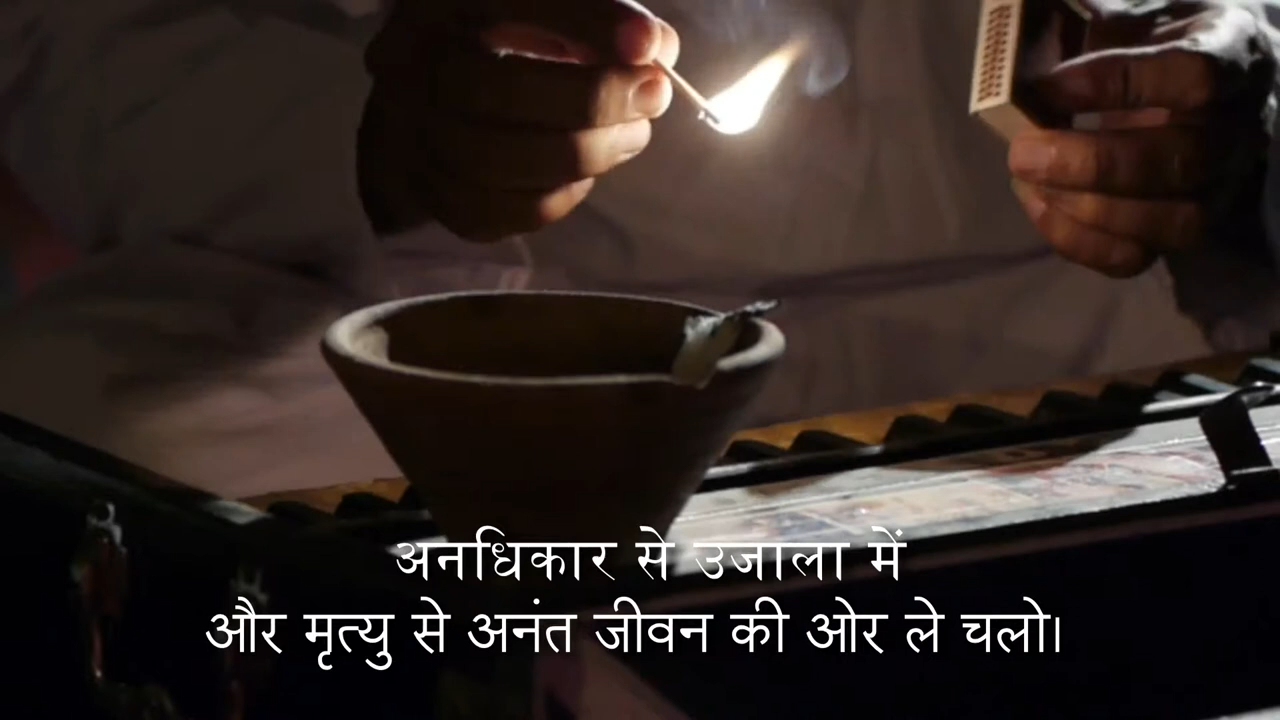 अनधिकार से उजाला में
और मृत्यु से अनंत जीवन की ओर ले चलो।